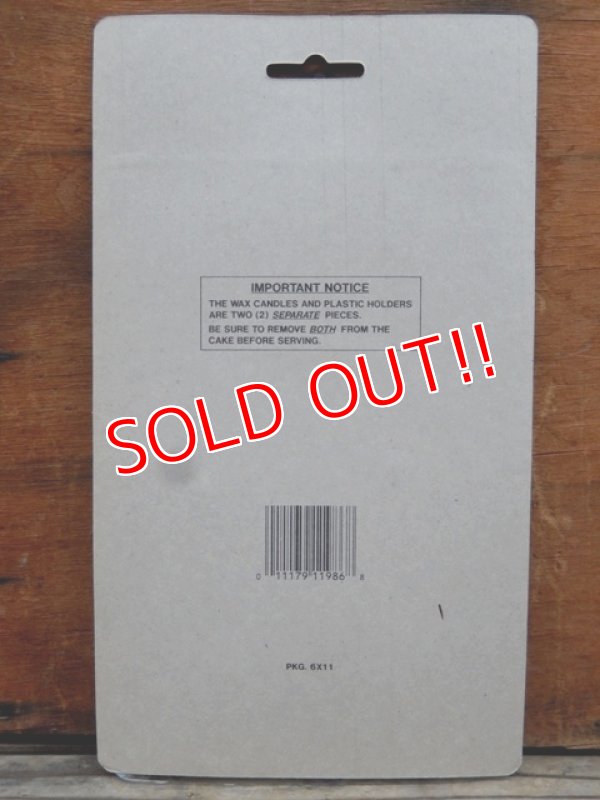 IMPORTANT NOTICE
THE WAX CANDLES AND PLASTIC HOLDERS
ARE TWO (2) SEPARATE PIECES.
BE SURE TO REMOVE BOTH FROM THE
CAKE BEFORE SERVING.
SOLD OUT!!
0 11179 11986 8
PKG. 6X11